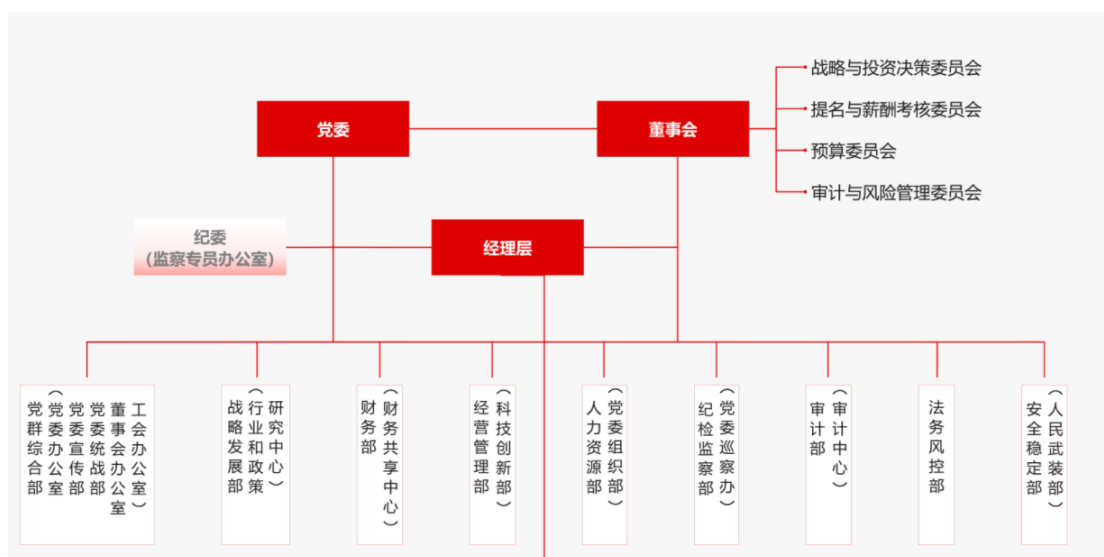 党委
董事会
战略与投资决策委员会
提名与薪酬考核委员会
预算委员会
审计与风险管理委员会
纪委
（监察专员办公室）
经理层
党群综合部
（党委办公室
党委宣传部
党委统战部
董事会办公室
工会办公室）
战略发展部
（行业和政策
研究中心）
财务部
（财务共享中心）
经营管理部
（科技创新部）
人力资源部
（党委组织部）
纪检监察部
（党委巡察办）
审计部
（审计中心）
法务风控部
安全稳定部
（人民武装部）